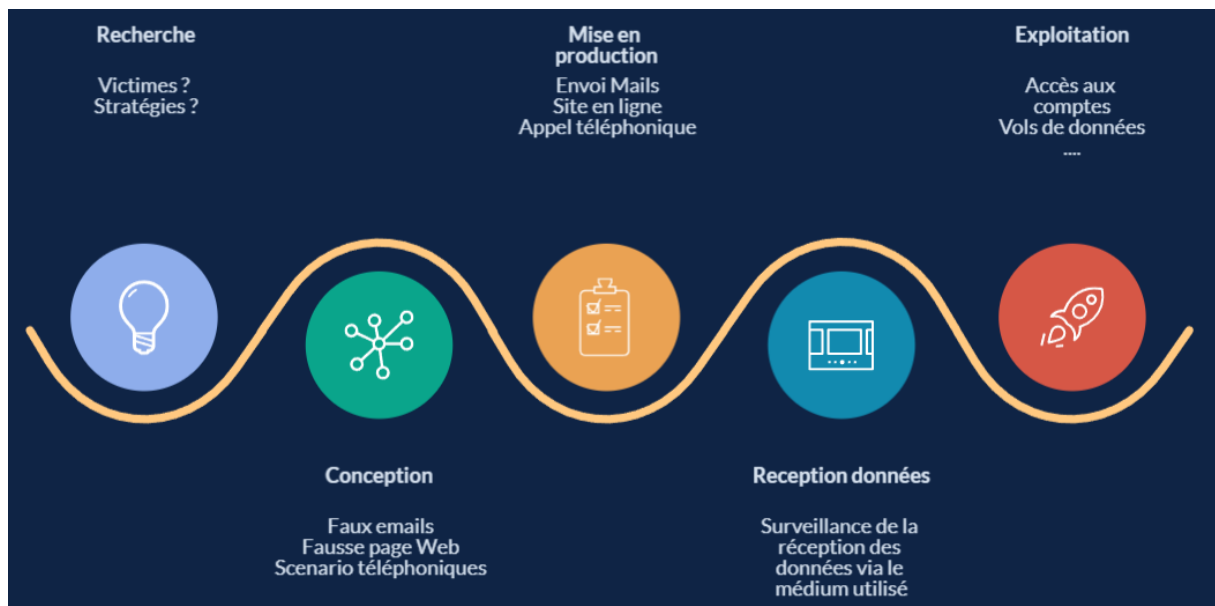 Recherche
Victimes ?
Stratégies ?
Conception
Faux emails
Fausse page Web
Scenario téléphoniques
Mise en
production
Envoi Mails
Site en ligne
Appel téléphonique
Reception données
Surveillance de la
réception des
données via le
médium utilisé
Exploitation
Accès aux
comptes
Vols de données
....